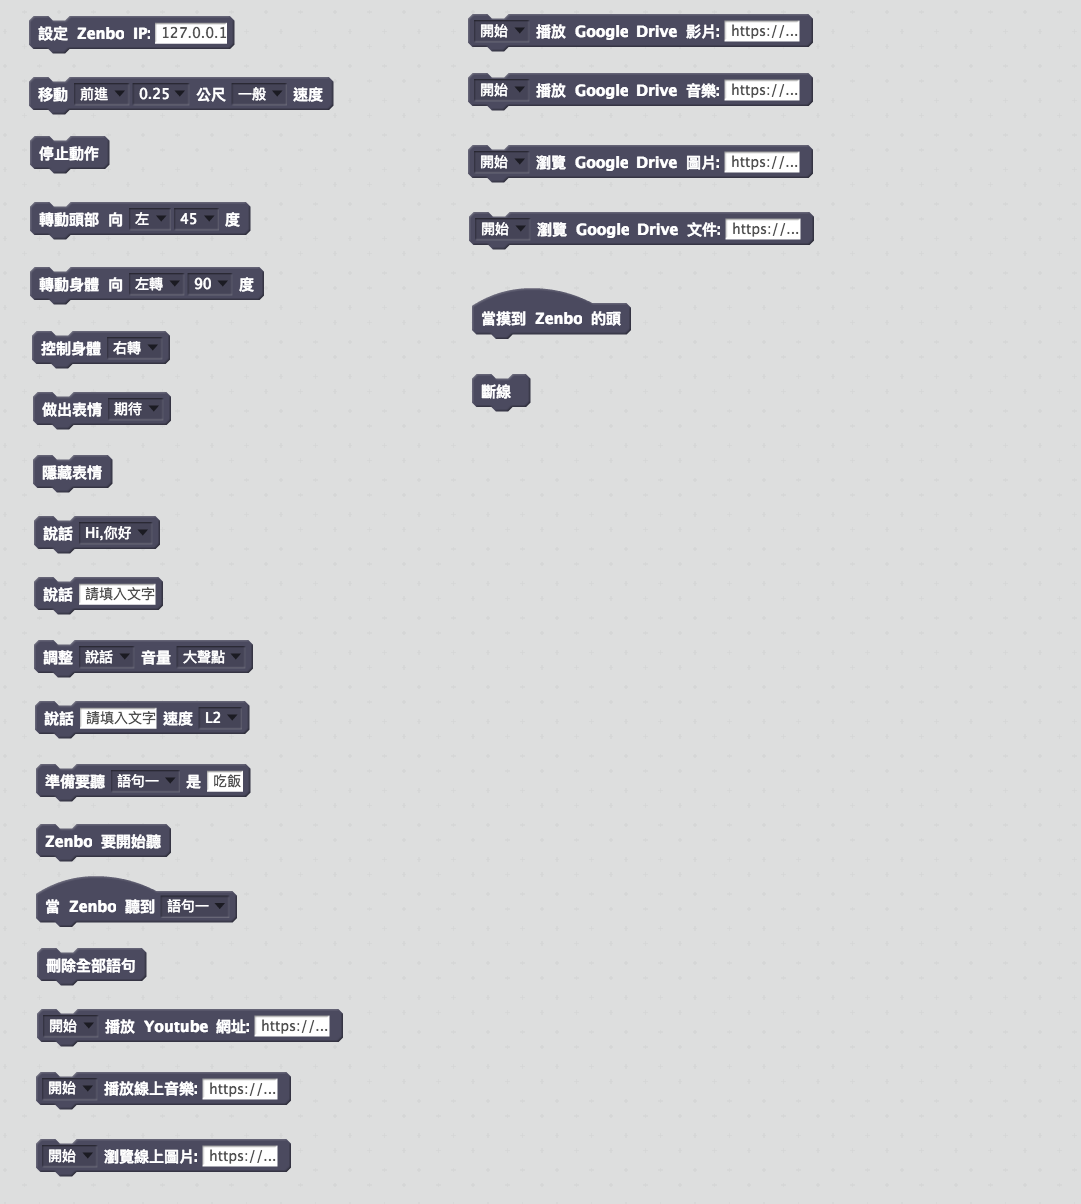 設定 Zenbo IP: 127.0.0.1
移動 前進 0.25 公尺 一般 速度
停止動作
轉動頭部 向 左 45 度
轉動身體 向 左轉 90 度
控制身體 右轉
做出表情 期待
隱藏表情
說話 Hi,你好
說話 請填入文字
調整 說話 音量 大聲點
說話 請填入文字 速度 L2
準備要聽 語句一 是 吃飯
Zenbo 要開始聽
當 Zenbo 聽到 語句一
刪除全部語句
開始 播放 Youtube 網址: https://...
開始 播放線上音樂: https://...
開始 瀏覽線上圖片: https://...
開始 播放 Google Drive 影片: https://...
開始 播放 Google Drive 音樂: https://...
開始 瀏覽 Google Drive 圖片: https://...
開始 瀏覽 Google Drive 文件: https://...
當摸到 Zenbo 的頭
斷線